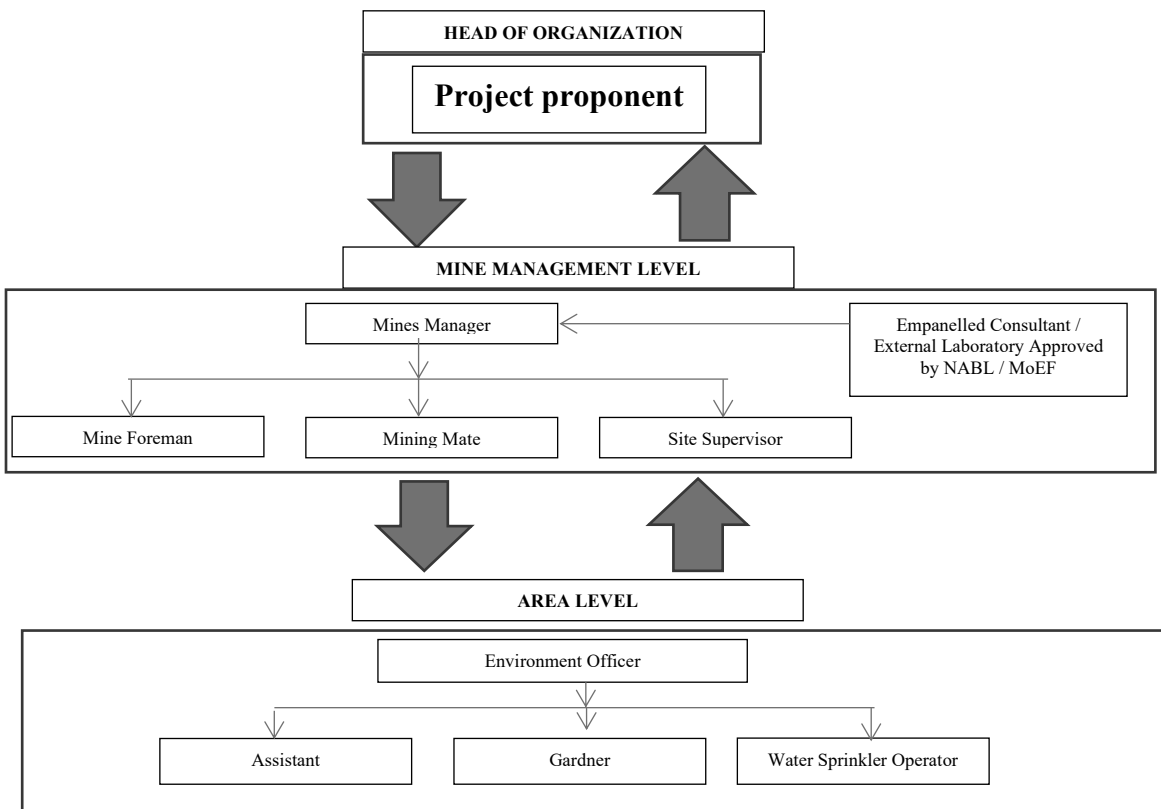 HEAD OF ORGANIZATION
Project proponent
MINE MANAGEMENT LEVEL
Mines Manager
Empanelled Consultant /
External Laboratory Approved
by NABL / MoEF
Mine Foreman
Mining Mate
Site Supervisor
AREA LEVEL
Environment Officer
Assistant
Gardner
Water Sprinkler Operator